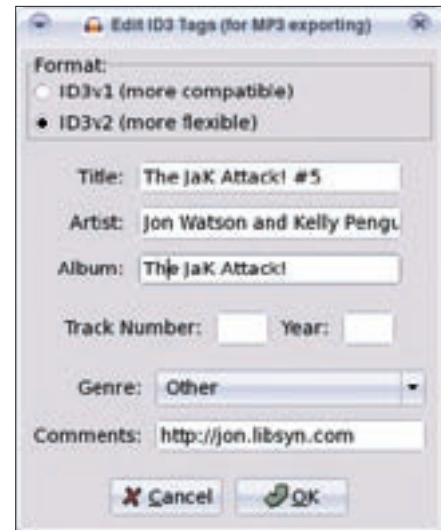 Edit ID3 Tags (for MP3 exporting)
Format:
ID3v1 (more compatible)
ID3v2 (more flexible)
Title: The JaK Attack! #5
Artist: Jon Watson and Kelly Pengu
Album: The JaK Attack!
Track Number: Year:
Genre: Other
Comments: http://jon.libsyn.com
Cancel OK